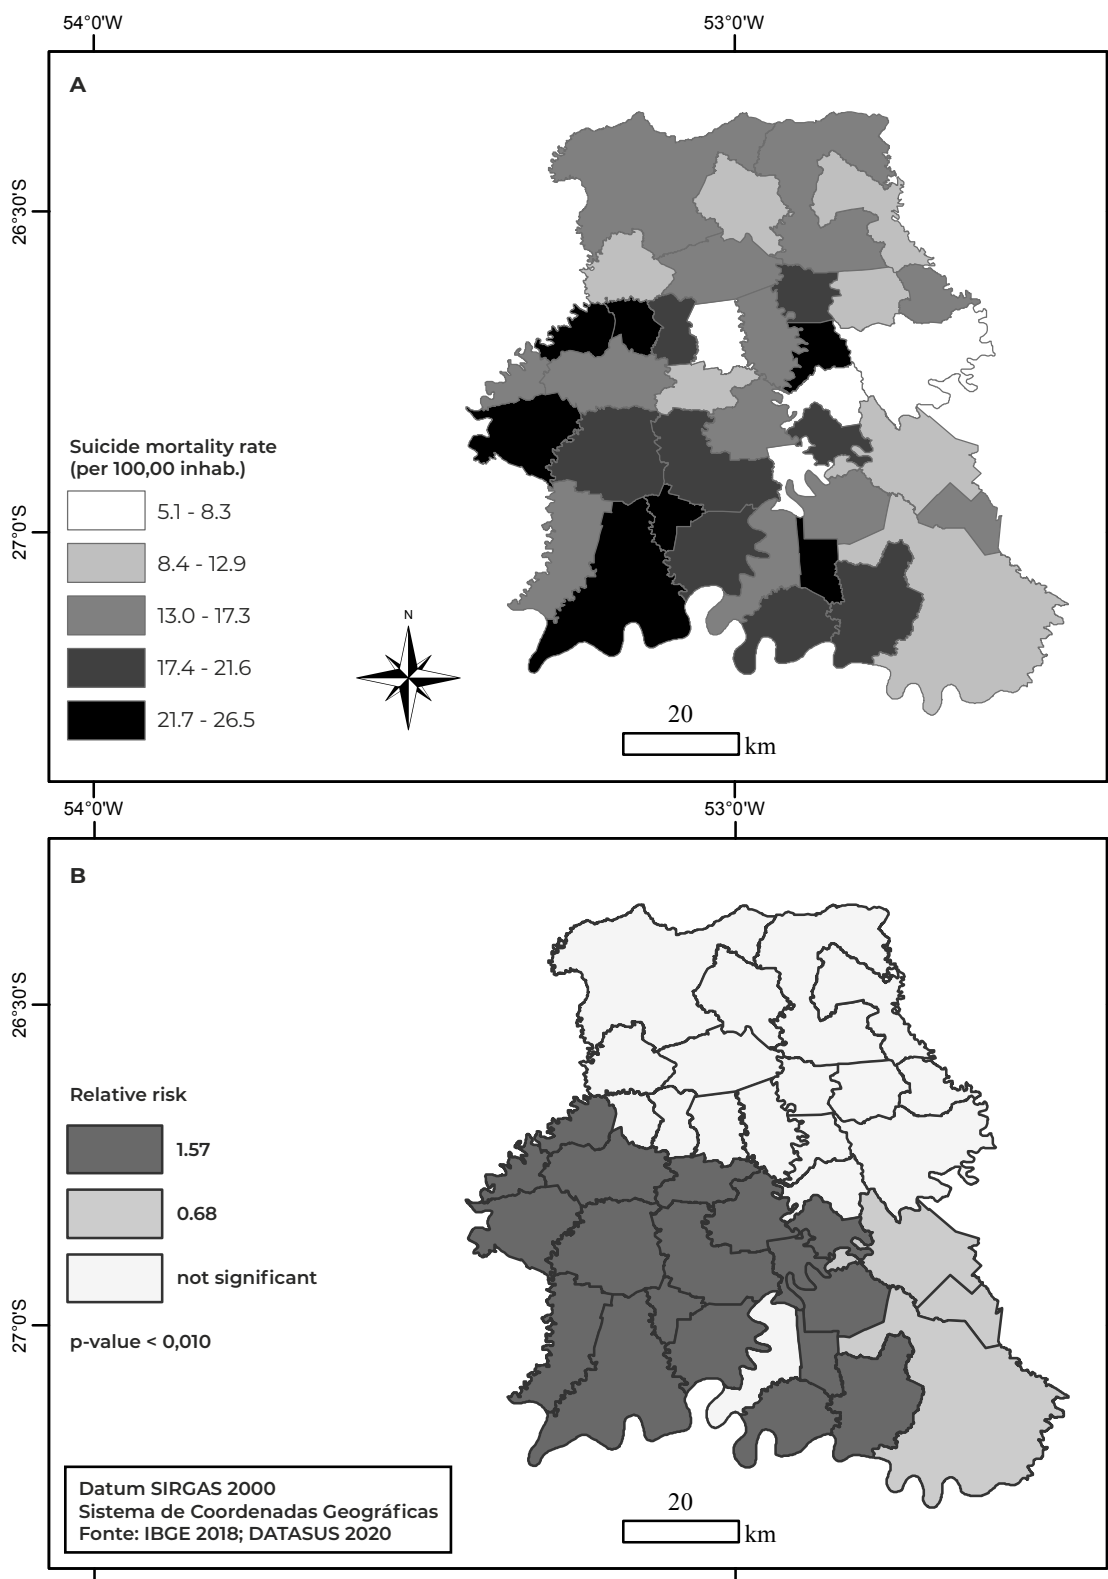 54°0'W 53°0'W
A
26°30'S
Suicide mortality rate
(per 100,00 inhab.)
5.1 - 8.3
8.4 - 12.9
27°0'S
13.0 - 17.3
N
17.4 - 21.6
21.7 - 26.5
20
km
54°0'W 53°0'W
B
26°30'S
Relative risk
1.57
0.68
not significant
27°0'S
p-value < 0,010
Datum SIRGAS 2000
Sistema de Coordenadas Geográficas
Fonte: IBGE 2018; DATASUS 2020
20
km